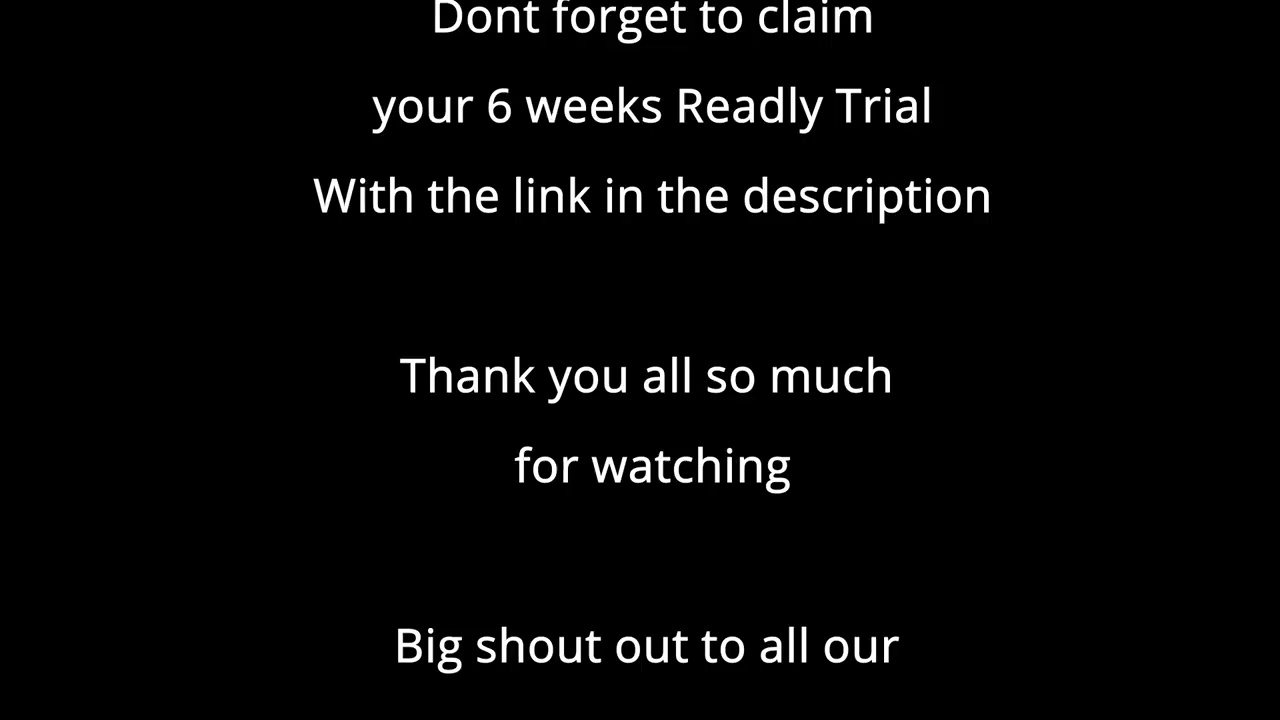 Dont forget to claim
your 6 weeks Readly Trial
With the link in the description
Thank you all so much
for watching
Big shout out to all our